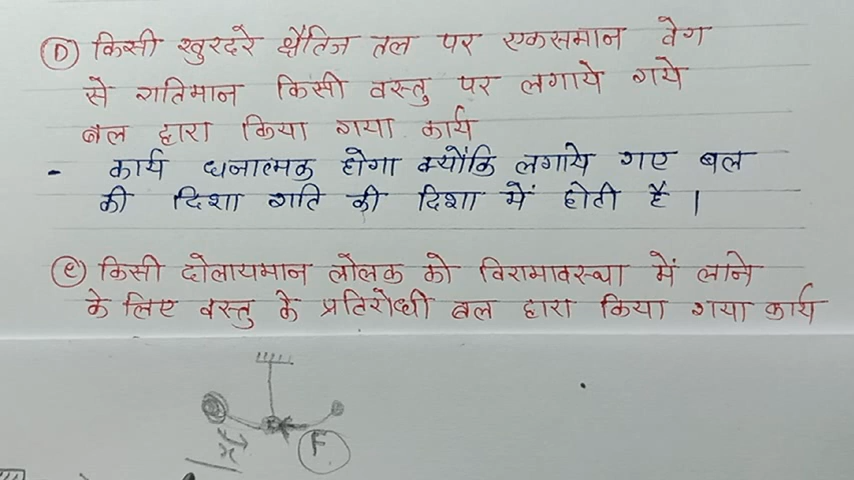 (D) किसी खुरदरे क्षैतिज तल पर एकसमान वेग
से गतिमान किसी वस्तु पर लगाये गये
बल द्वारा किया गया कार्य
- कार्य धनात्मक होगा क्योंकि लगाये गए बल
की दिशा गति की दिशा में होती है ।
(e) किसी दोलायमान लोलक को विरामावस्था में लाने
के लिए वस्तु के प्रतिरोधी बल द्वारा किया गया कार्य
x
F